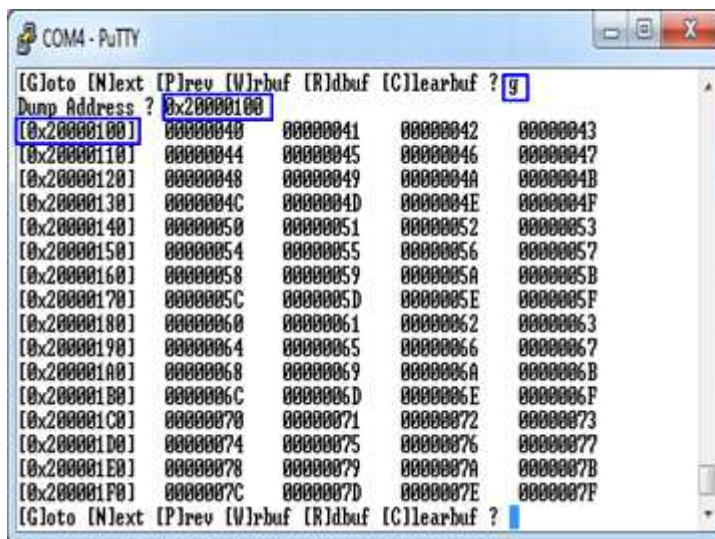 COM4 - PuTTY
[G]oto [N]ext [P]rev [W]rbuf [R]dbuf [C]learbuf ? g
Dump Address ? 0x20000100
[0x20000100] 00000040 00000041 00000042 00000043
[0x20000110] 00000044 00000045 00000046 00000047
[0x20000120] 00000048 00000049 0000004A 0000004B
[0x20000130] 0000004C 0000004D 0000004E 0000004F
[0x20000140] 00000050 00000051 00000052 00000053
[0x20000150] 00000054 00000055 00000056 00000057
[0x20000160] 00000058 00000059 0000005A 0000005B
[0x20000170] 0000005C 0000005D 0000005E 0000005F
[0x20000180] 00000060 00000061 00000062 00000063
[0x20000190] 00000064 00000065 00000066 00000067
[0x200001A0] 00000068 00000069 0000006A 0000006B
[0x200001B0] 0000006C 0000006D 0000006E 0000006F
[0x200001C0] 00000070 00000071 00000072 00000073
[0x200001D0] 00000074 00000075 00000076 00000077
[0x200001E0] 00000078 00000079 0000007A 0000007B
[0x200001F0] 0000007C 0000007D 0000007E 0000007F
[G]oto [N]ext [P]rev [W]rbuf [R]dbuf [C]learbuf ?